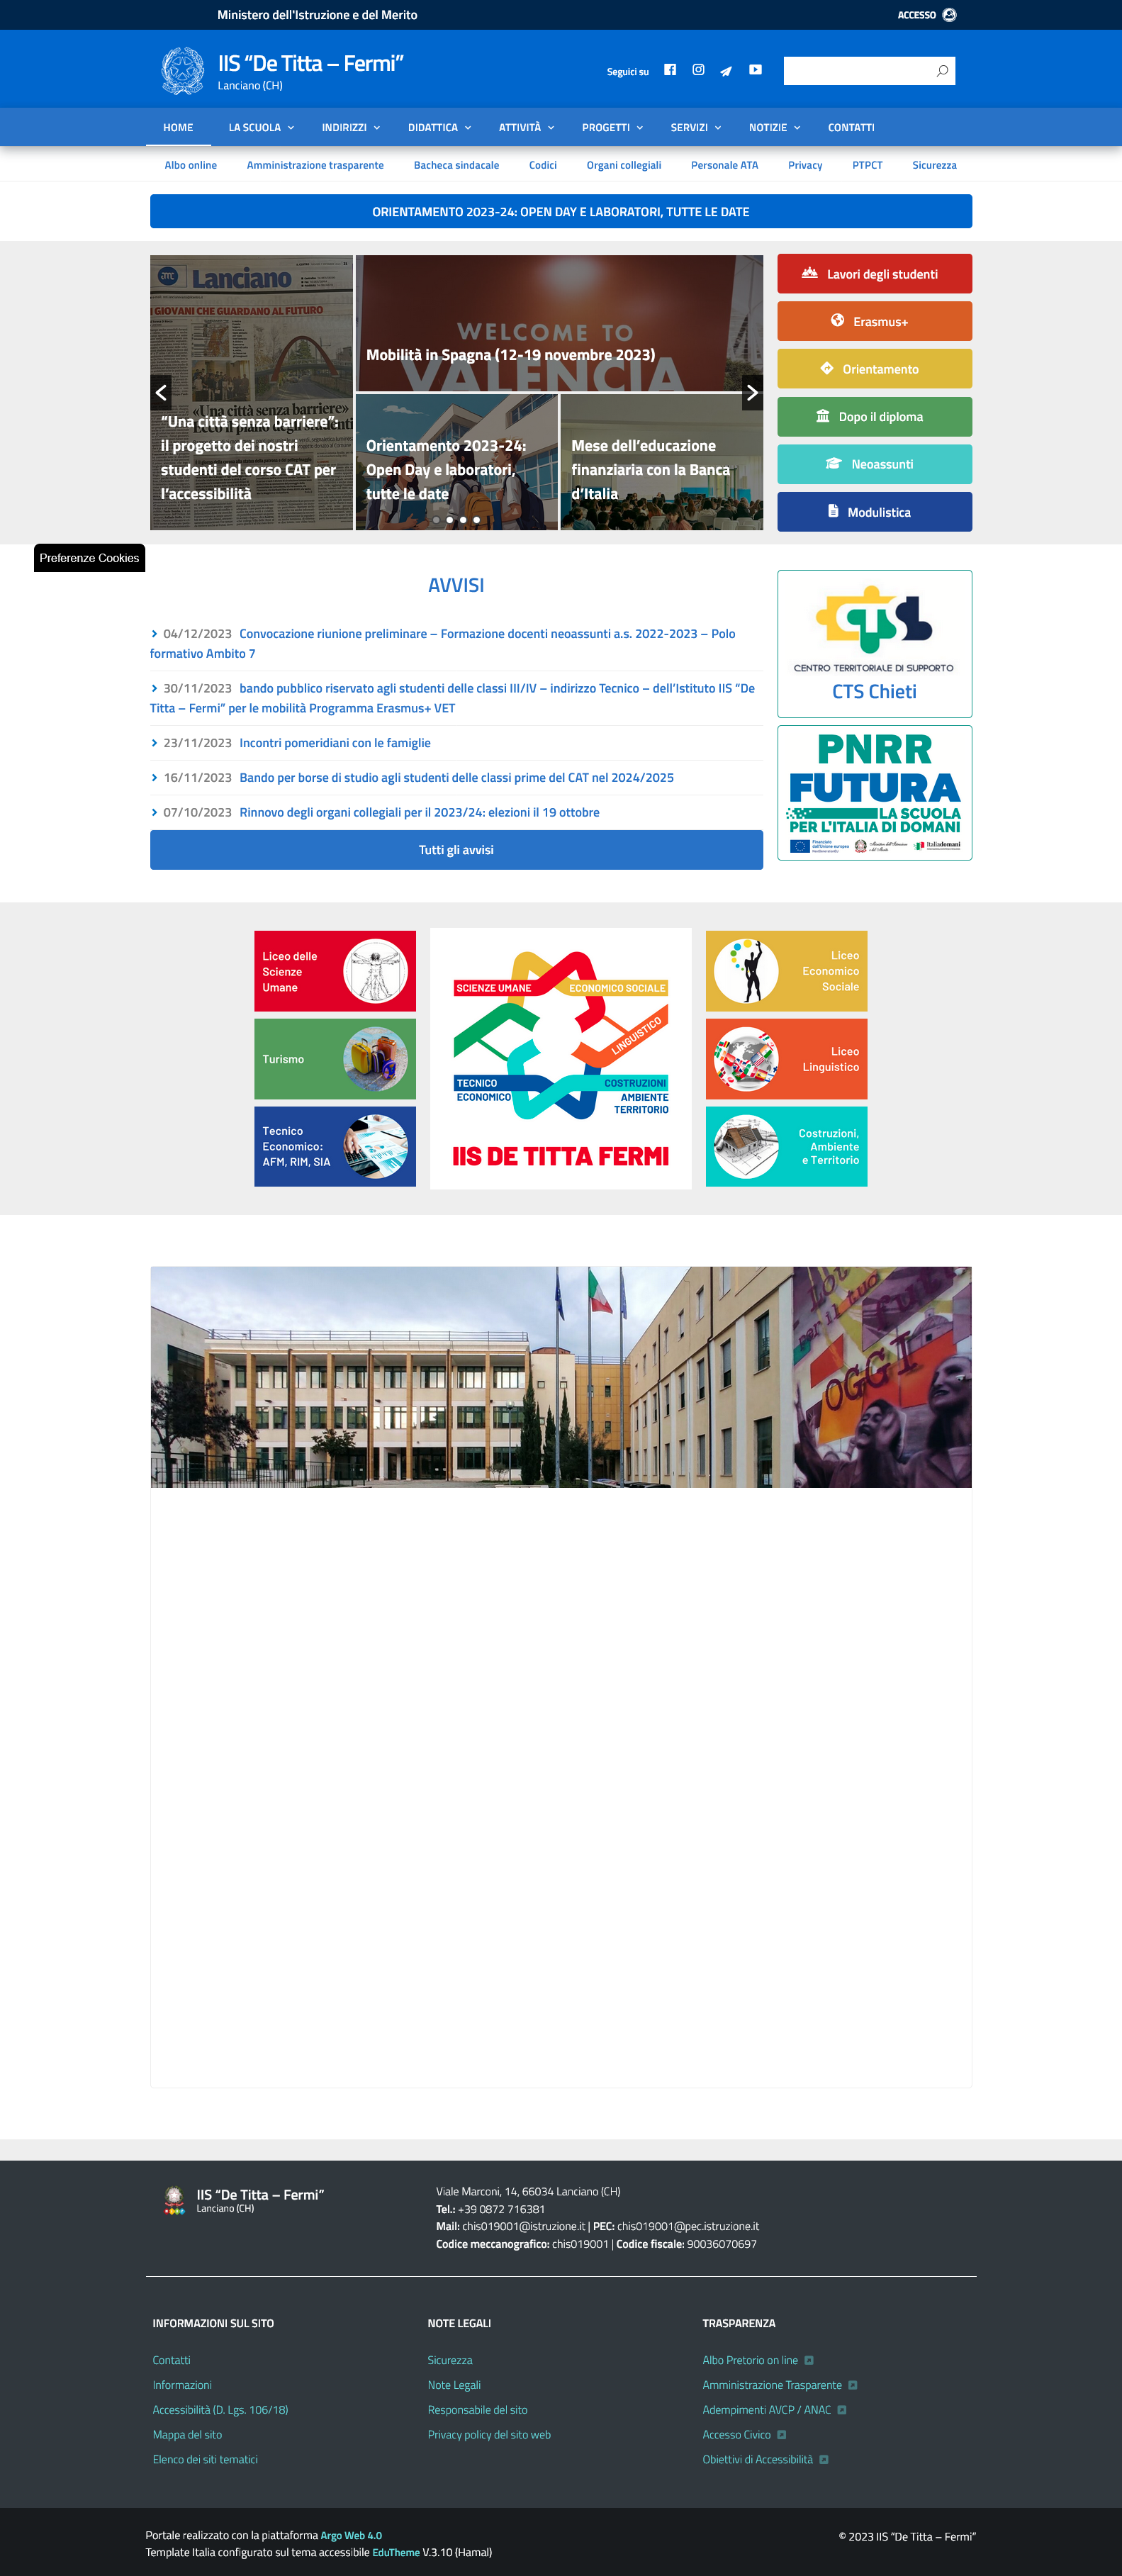 Ministero dell'Istruzione e del Merito
ACCESSO
IIS “De Titta – Fermi”
Lanciano (CH)
Seguici su
HOME LA SCUOLA INDIRIZZI DIDATTICA ATTIVITÀ PROGETTI SERVIZI NOTIZIE CONTATTI
Albo online Amministrazione trasparente Bacheca sindacale Codici Organi collegiali Personale ATA Privacy PTPCT Sicurezza
ORIENTAMENTO 2023-24: OPEN DAY E LABORATORI, TUTTE LE DATE
Lanciano
GIOVANI CHE GUARDANO AL FUTURO
«Una città senza barriere»
“Una città senza barriere”:
il progetto dei nostri
studenti del corso CAT per
l’accessibilità
WELCOME TO
VALENCIA
Mobilità in Spagna (12-19 novembre 2023)
Orientamento 2023-24:
Open Day e laboratori,
tutte le date
Mese dell’educazione
finanziaria con la Banca
d’Italia
Lavori degli studenti
Erasmus+
Orientamento
Dopo il diploma
Neoassunti
Modulistica
Preferenze Cookies
AVVISI
04/12/2023 Convocazione riunione preliminare – Formazione docenti neoassunti a.s. 2022-2023 – Polo
formativo Ambito 7
30/11/2023 bando pubblico riservato agli studenti delle classi III/IV – indirizzo Tecnico – dell’Istituto IIS “De
Titta – Fermi” per le mobilità Programma Erasmus+ VET
23/11/2023 Incontri pomeridiani con le famiglie
16/11/2023 Bando per borse di studio agli studenti delle classi prime del CAT nel 2024/2025
07/10/2023 Rinnovo degli organi collegiali per il 2023/24: elezioni il 19 ottobre
Tutti gli avvisi
CTS
CENTRO TERRITORIALE DI SUPPORTO
CTS Chieti
PNRR
FUTURA
LA SCUOLA
PER L'ITALIA DI DOMANI
Finanziato
dall'Unione europea
Italiadomani
Liceo delle
Scienze
Umane
Turismo
Tecnico
Economico:
AFM, RIM, SIA
SCIENZE UMANE ECONOMICO SOCIALE
LINGUISTICO
TECNICO COSTRUZIONI
ECONOMICO AMBIENTE
TERRITORIO
IIS DE TITTA FERMI
Liceo
Economico
Sociale
Liceo
Linguistico
Costruzioni,
Ambiente
e Territorio
OGGI
IIS “De Titta – Fermi”
Lanciano (CH)
Viale Marconi, 14, 66034 Lanciano (CH)
Tel.: +39 0872 716381
Mail: chis019001@istruzione.it | PEC: chis019001@pec.istruzione.it
Codice meccanografico: chis019001 | Codice fiscale: 90036070697
INFORMAZIONI SUL SITO
Contatti
Informazioni
Accessibilità (D. Lgs. 106/18)
Mappa del sito
Elenco dei siti tematici
NOTE LEGALI
Sicurezza
Note Legali
Responsabile del sito
Privacy policy del sito web
TRASPARENZA
Albo Pretorio on line
Amministrazione Trasparente
Adempimenti AVCP / ANAC
Accesso Civico
Obiettivi di Accessibilità
Portale realizzato con la piattaforma Argo Web 4.0
Template Italia configurato sul tema accessibile EduTheme V.3.10 (Hamal)
© 2023 IIS “De Titta – Fermi”